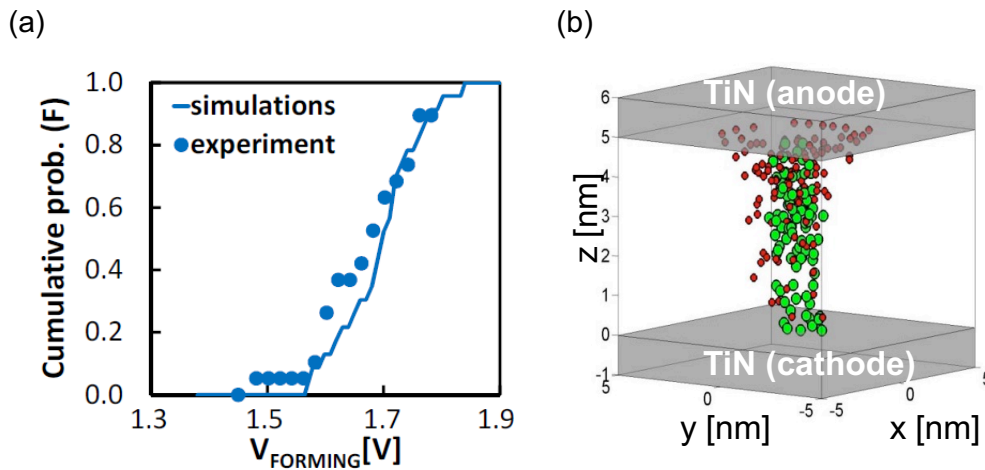 (a)
(b)
Cumulative prob. (F)
1.0
0.8
0.6
0.4
0.2
0.0
simulations
experiment
1.3
1.5
1.7
1.9
V_FORMING[V]
TiN (anode)
z [nm]
6
5
4
3
2
1
0
-1
TiN (cathode)
5
0
-5
-5
0
5
y [nm]
x [nm]